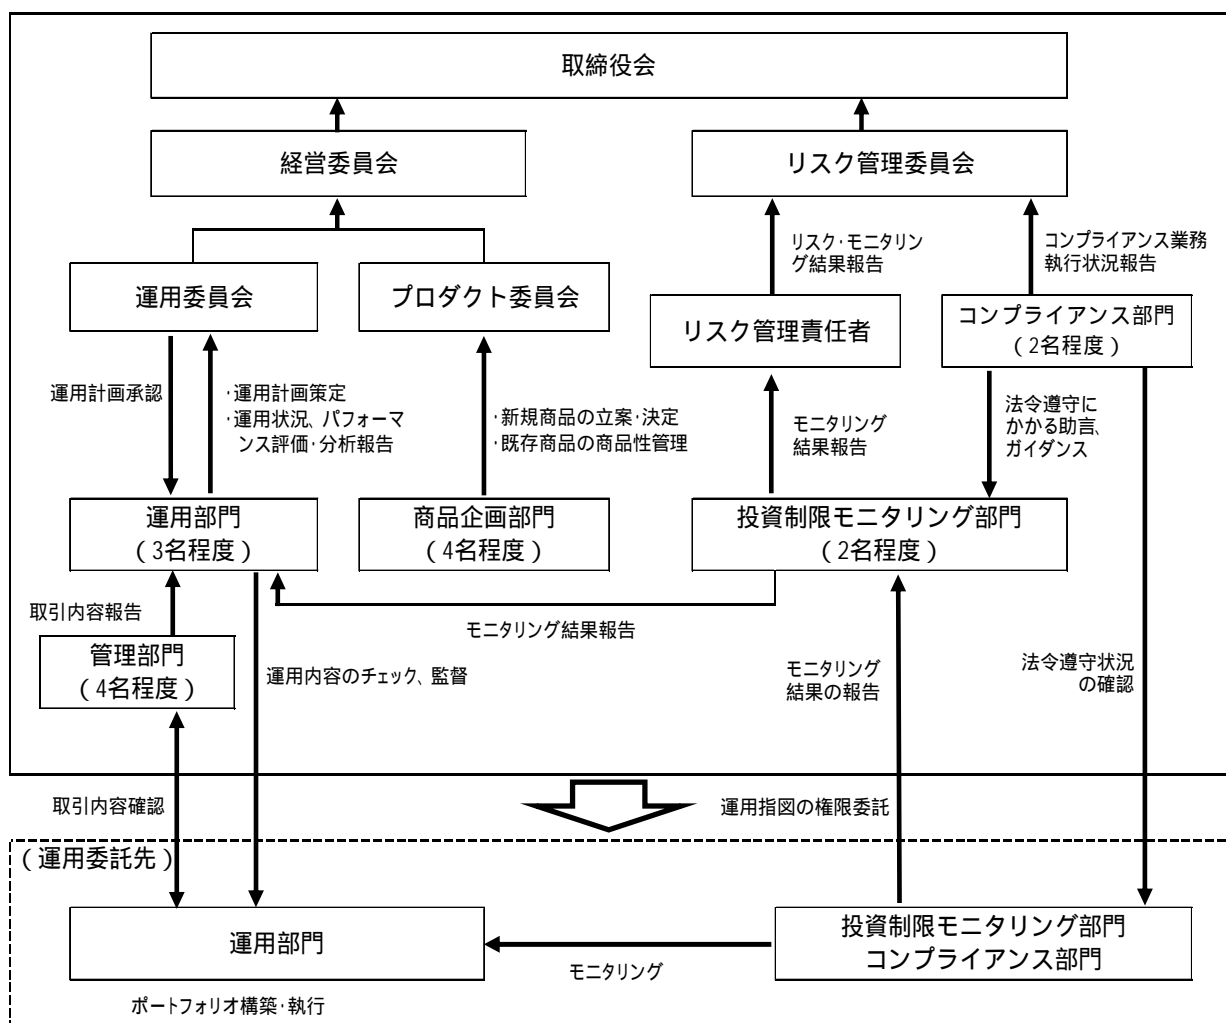 取締役会
経営委員会
リスク管理委員会
リスク・モニタリン
グ結果報告
コンプライアンス業務
執行状況報告
運用委員会
プロダクト委員会
リスク管理責任者
コンプライアンス部門
(2名程度)
運用計画承認
・運用計画策定
・運用状況、パフォーマ
ンス評価・分析報告
・新規商品の立案・決定
・既存商品の商品性管理
モニタリング
結果報告
法令遵守に
かかる助言、
ガイダンス
運用部門
(3名程度)
商品企画部門
(4名程度)
投資制限モニタリング部門
(2名程度)
取引内容報告
モニタリング結果報告
管理部門
(4名程度)
運用内容のチェック、監督
モニタリング
結果の報告
法令遵守状況
の確認
取引内容確認
運用指図の権限委託
(運用委託先)
運用部門
モニタリング
投資制限モニタリング部門
コンプライアンス部門
ポートフォリオ構築・執行